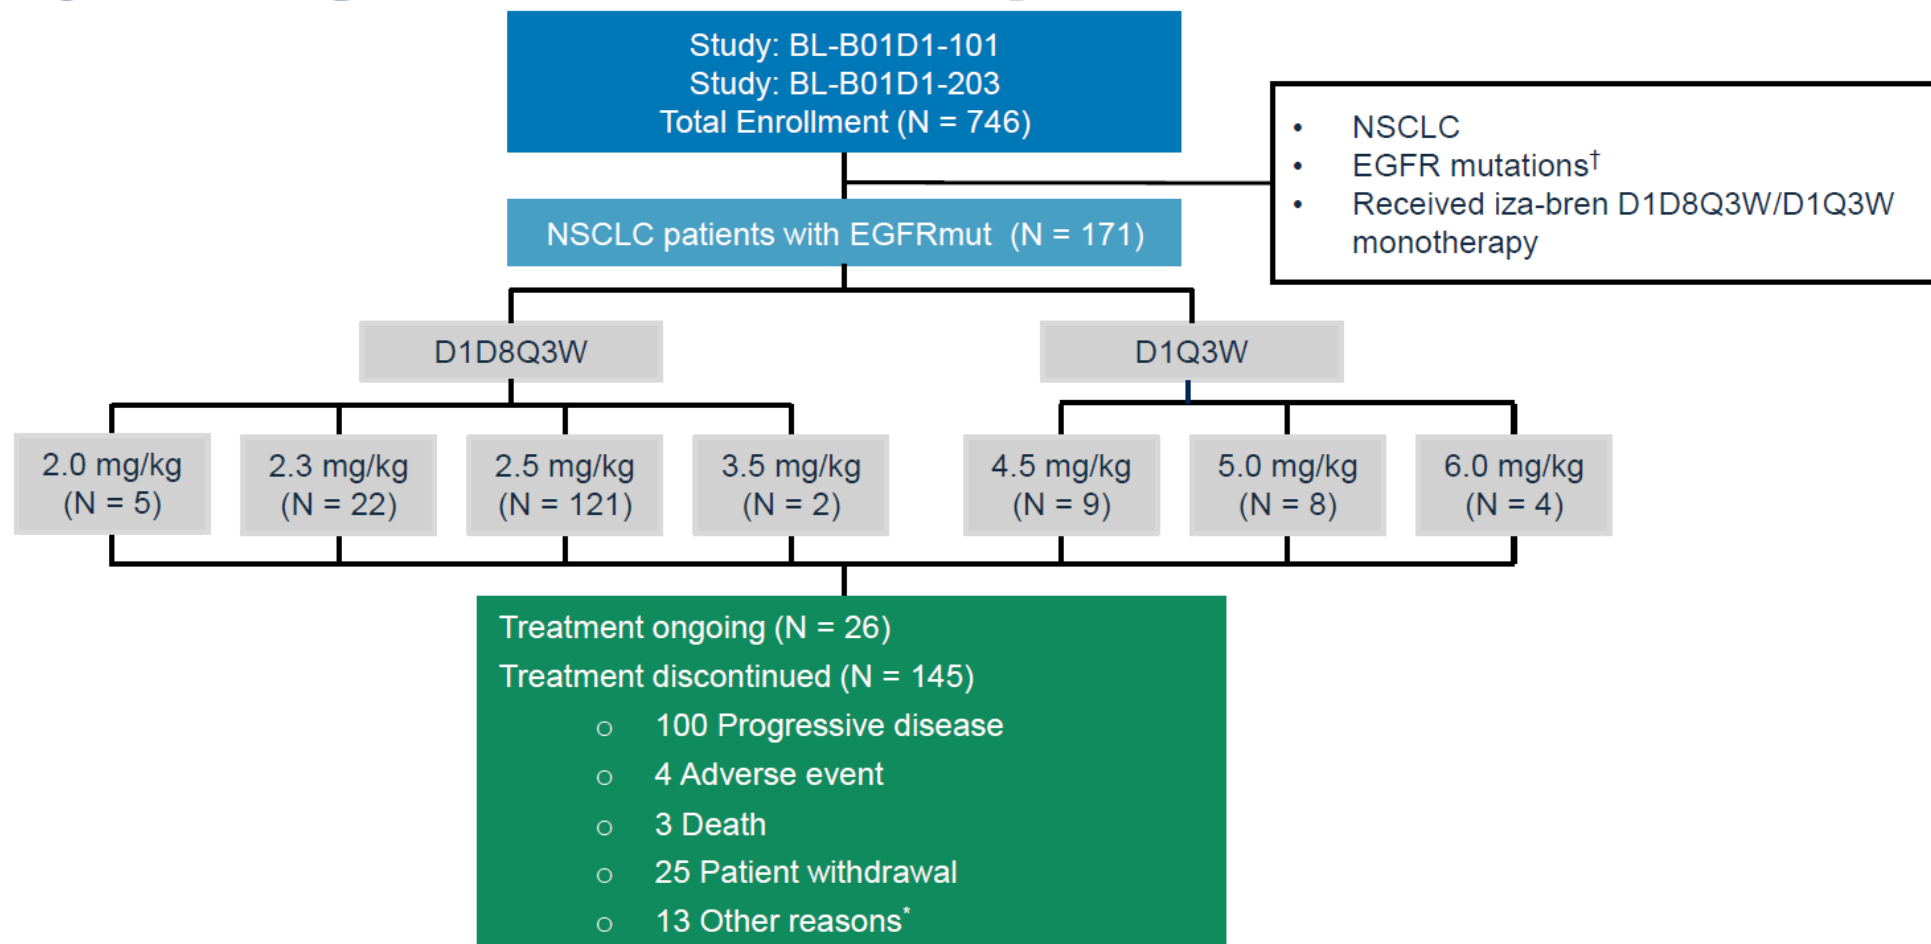 Study: BL-B01D1-101
Study: BL-B01D1-203
Total Enrollment (N = 746)
• NSCLC
• EGFR mutations†
• Received iza-bren D1D8Q3W/D1Q3W
monotherapy
NSCLC patients with EGFRmut (N = 171)
D1D8Q3W
D1Q3W
2.0 mg/kg
(N = 5)
2.3 mg/kg
(N = 22)
2.5 mg/kg
(N = 121)
3.5 mg/kg
(N = 2)
4.5 mg/kg
(N = 9)
5.0 mg/kg
(N = 8)
6.0 mg/kg
(N = 4)
Treatment ongoing (N = 26)
Treatment discontinued (N = 145)
o 100 Progressive disease
o 4 Adverse event
o 3 Death
o 25 Patient withdrawal
o 13 Other reasons*